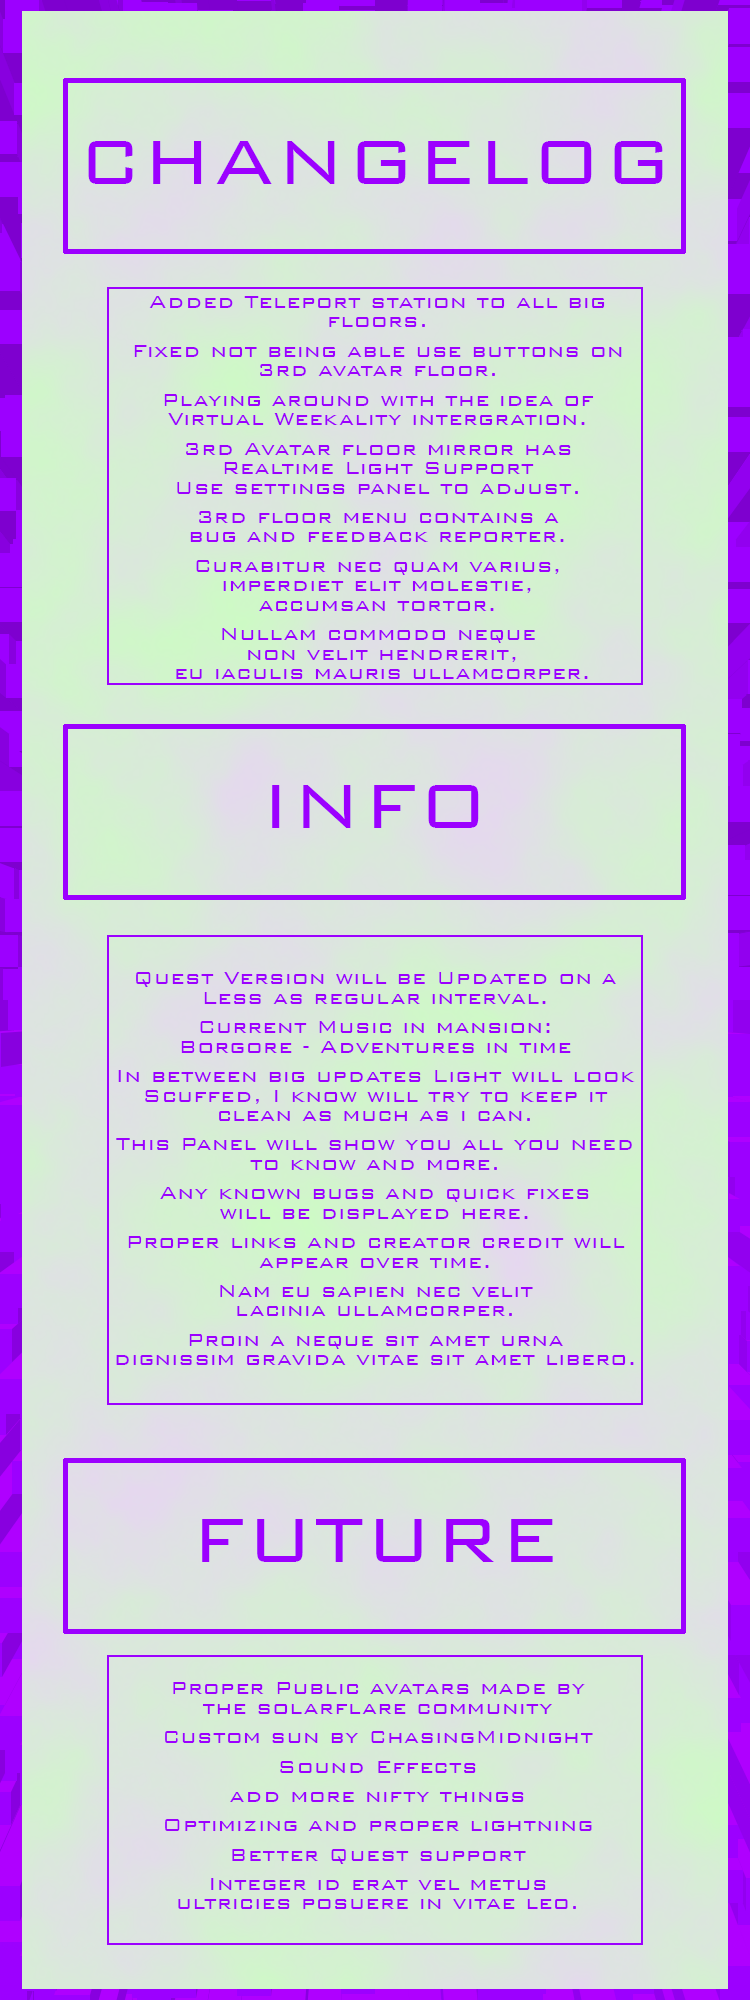 CHANGELOG
Added Teleport station to all big
floors.
Fixed not being able use buttons on
3rd avatar floor.
Playing around with the idea of
Virtual Weekality intergration.
3rd Avatar floor mirror has
Realtime Light Support
Use settings panel to adjust.
3rd floor menu contains a
bug and feedback reporter.
Curabitur nec quam varius,
imperdiet elit molestie,
accumsan tortor.
Nullam commodo neque
non velit hendrerit,
eu iaculis mauris ullamcorper.
INFO
Quest Version will be Updated on a
Less as regular interval.
Current Music in mansion:
Borgore - Adventures in time
In between big updates Light will look
Scuffed, I know will try to keep it
clean as much as i can.
This Panel will show you all you need
to know and more.
Any known bugs and quick fixes
will be displayed here.
Proper links and creator credit will
appear over time.
Nam eu sapien nec velit
lacinia ullamcorper.
Proin a neque sit amet urna
dignissim gravida vitae sit amet libero.
FUTURE
Proper Public avatars made by
the solarflare community
Custom sun by ChasingMidnight
Sound Effects
add more nifty things
Optimizing and proper lightning
Better Quest support
Integer id erat vel metus
ultricies posuere in vitae leo.